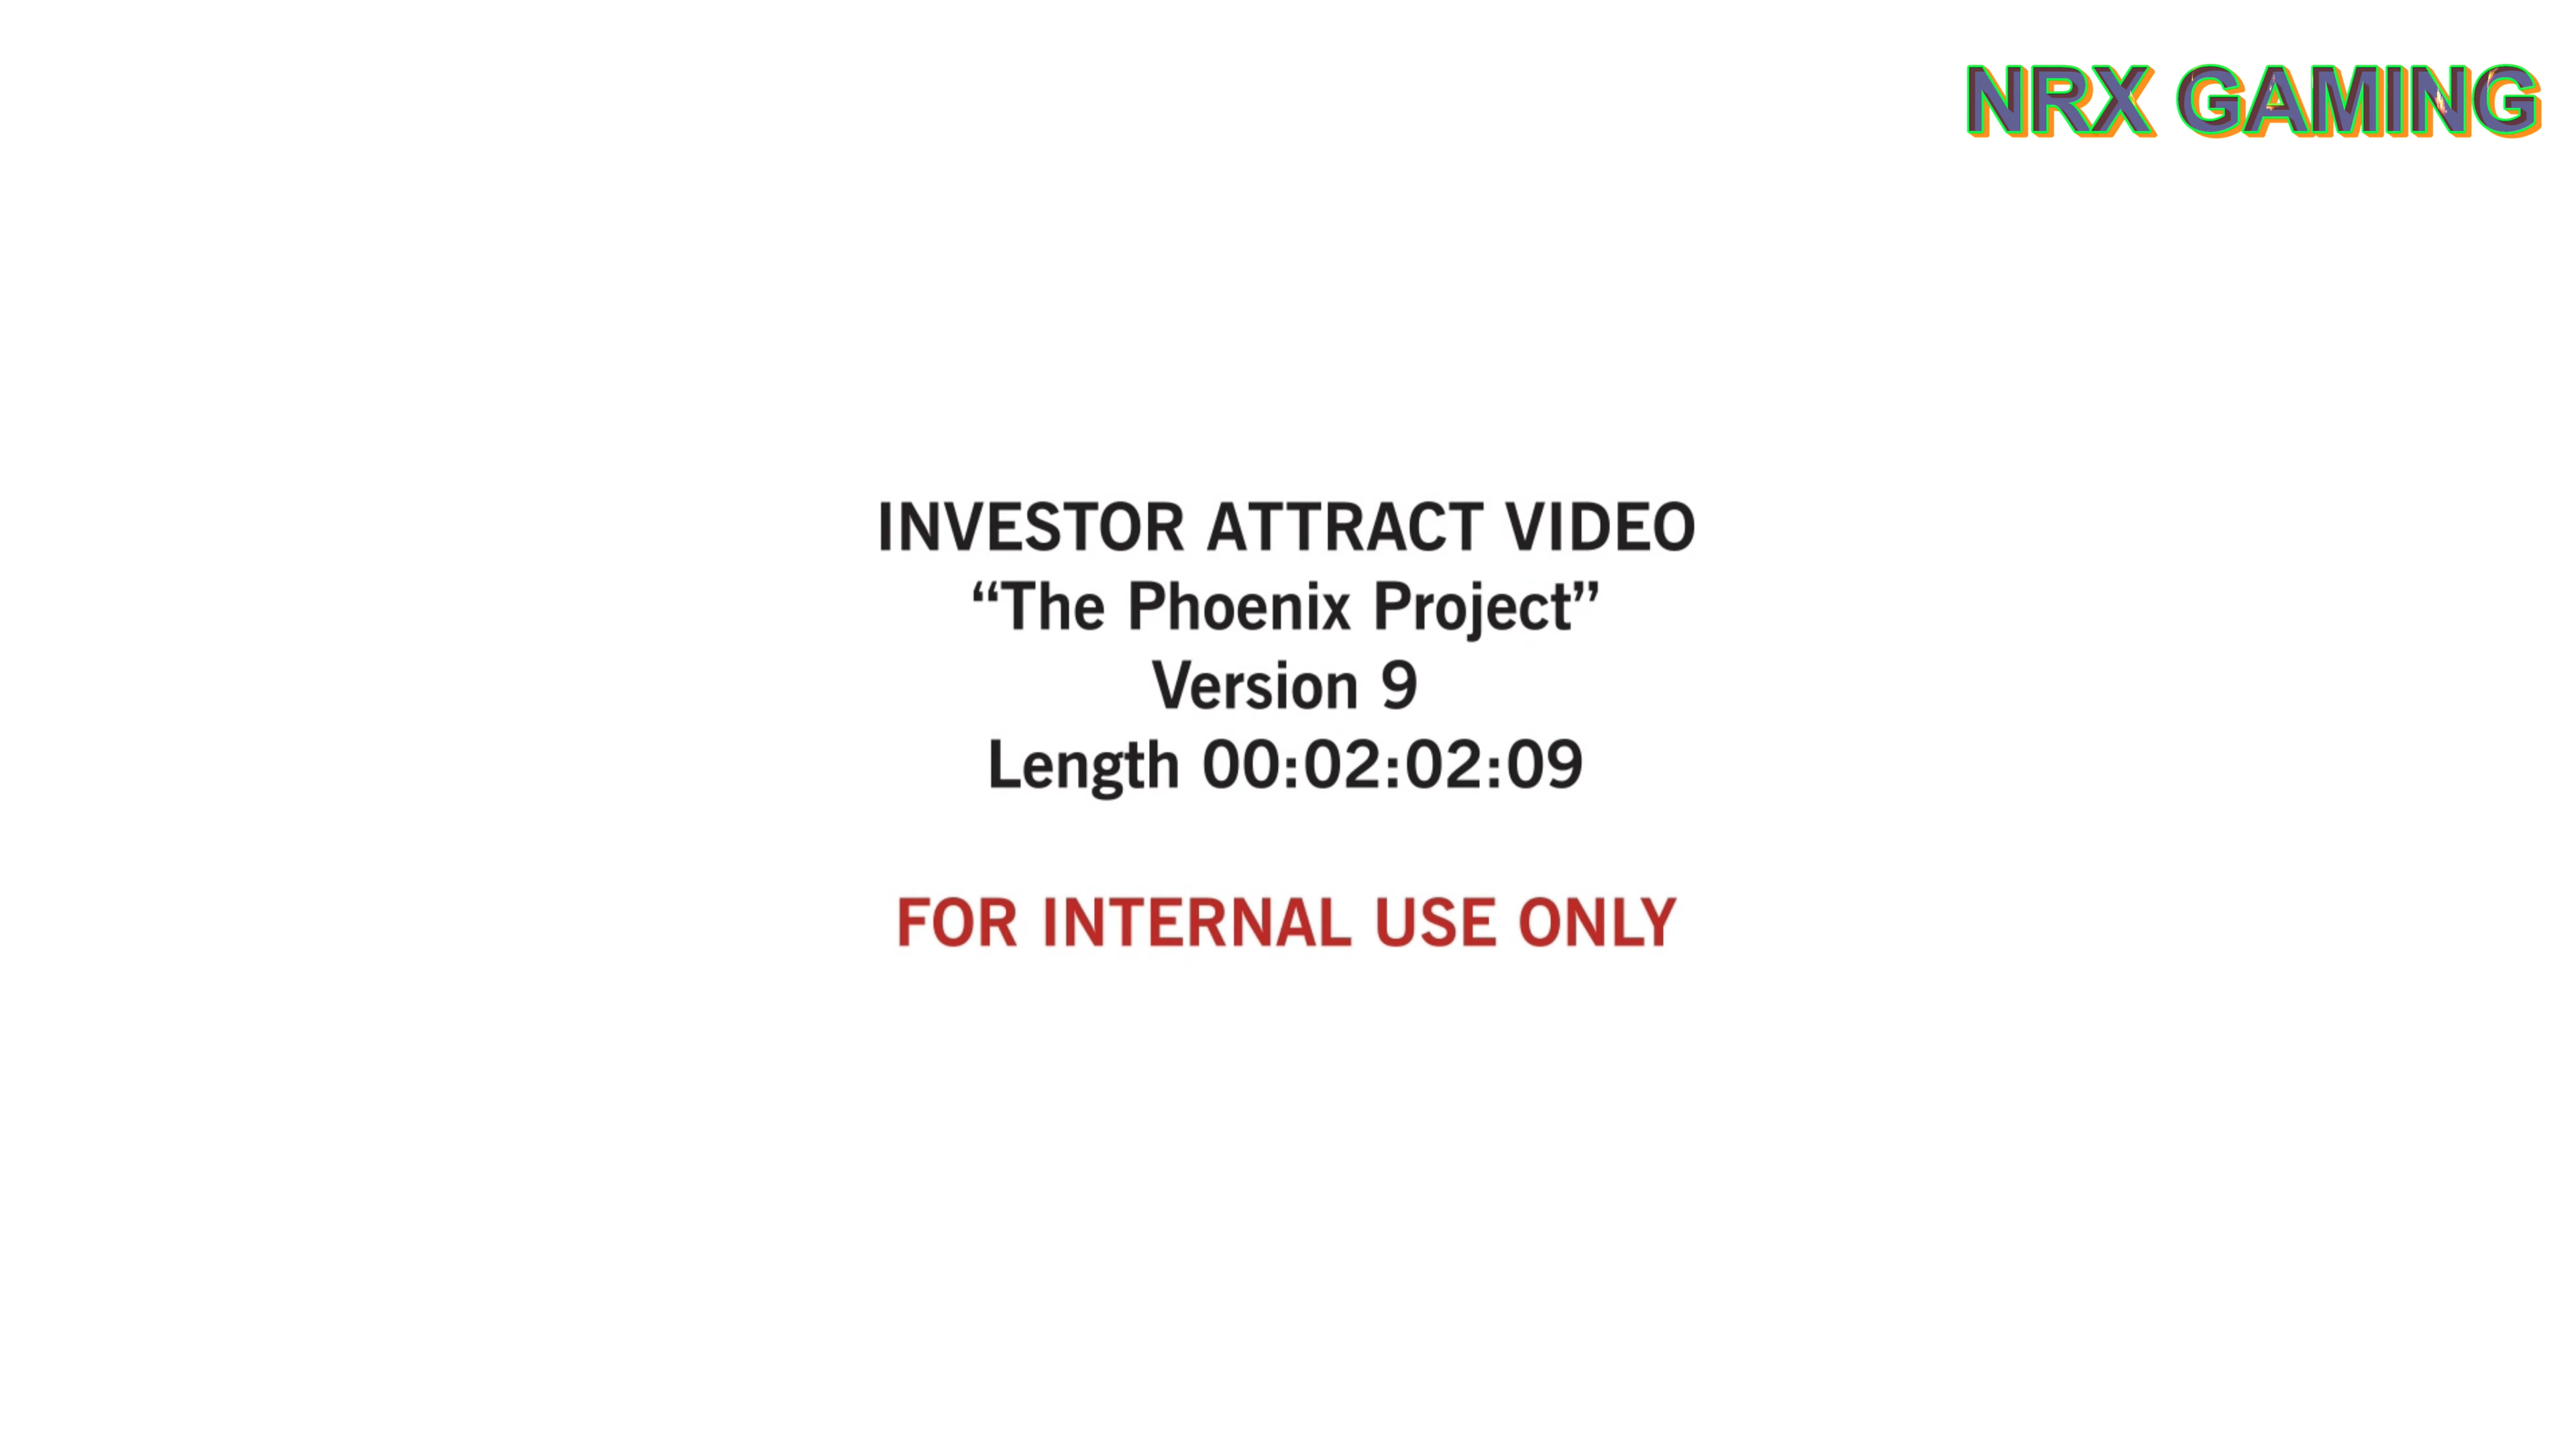 NRX GAMING
INVESTOR ATTRACT VIDEO
“The Phoenix Project”
Version 9
Length 00:02:02:09
FOR INTERNAL USE ONLY